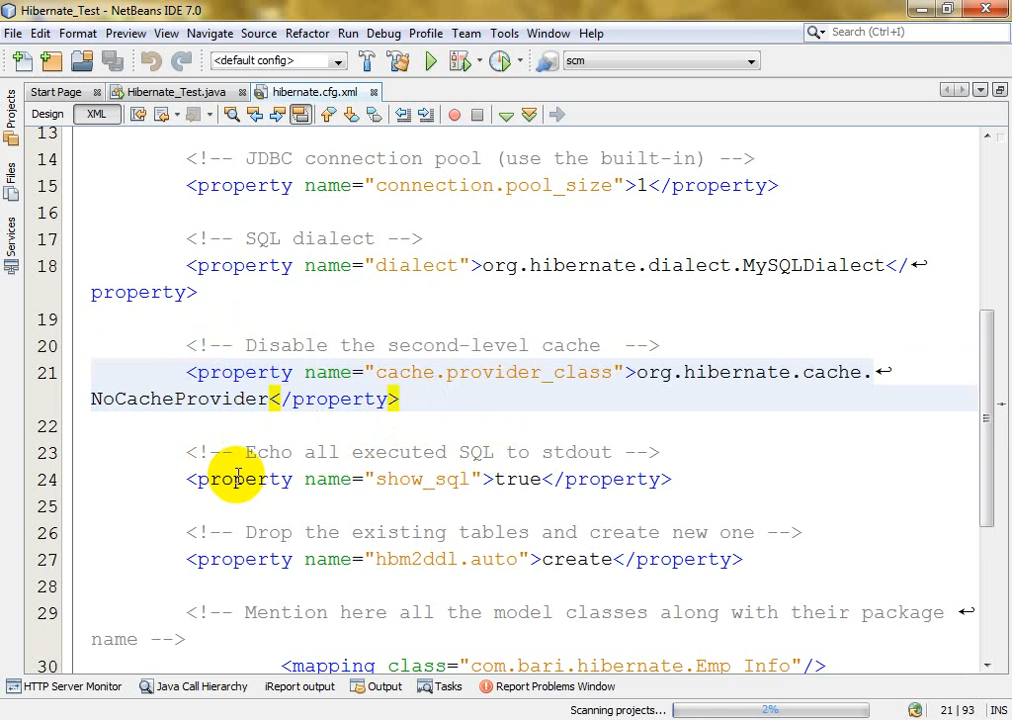 Hibernate_Test - NetBeans IDE 7.0
File Edit Format Preview View Navigate Source Refactor Run Debug Profile Team Tools Window Help
Search (Ctrl+I)
<default config>
scm
Start Page
Hibernate_Test.java
hibernate.cfg.xml
Projects
Files
Services
Design XML
13
14 <!-- JDBC connection pool (use the built-in) -->
15 <property name="connection.pool_size">1</property>
16
17 <!-- SQL dialect -->
18 <property name="dialect">org.hibernate.dialect.MySQLDialect</
property>
19
20 <!-- Disable the second-level cache -->
21 <property name="cache.provider_class">org.hibernate.cache.
NoCacheProvider</property>
22
23 <!-- Echo all executed SQL to stdout -->
24 <property name="show_sql">true</property>
25
26 <!-- Drop the existing tables and create new one -->
27 <property name="hbm2ddl.auto">create</property>
28
29 <!-- Mention here all the model classes along with their package
name -->
30 <mapping class="com.bari.hibernate.Emp_Info"/>
HTTP Server Monitor Java Call Hierarchy iReport output Output Tasks Report Problems Window
Scanning projects... 2% 21 | 93 INS